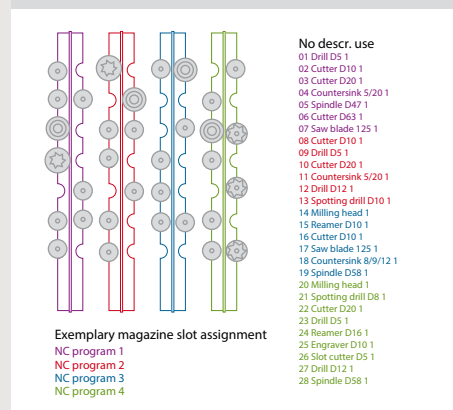 No descr. use
01 Drill D5 1
02 Cutter D10 1
03 Cutter D20 1
04 Countersink 5/20 1
05 Spindle D47 1
06 Cutter D63 1
07 Saw blade 125 1
08 Cutter D10 1
09 Drill D5 1
10 Cutter D20 1
11 Countersink 5/20 1
12 Drill D12 1
13 Spotting drill D10 1
14 Milling head 1
15 Reamer D10 1
16 Cutter D10 1
17 Saw blade 125 1
18 Countersink 8/9/12 1
19 Spindle D58 1
20 Milling head 1
21 Spotting drill D8 1
22 Cutter D20 1
23 Drill D5 1
24 Reamer D16 1
25 Engraver D10 1
26 Slot cutter D5 1
27 Drill D12 1
28 Spindle D58 1
Exemplary magazine slot assignment
NC program 1
NC program 2
NC program 3
NC program 4